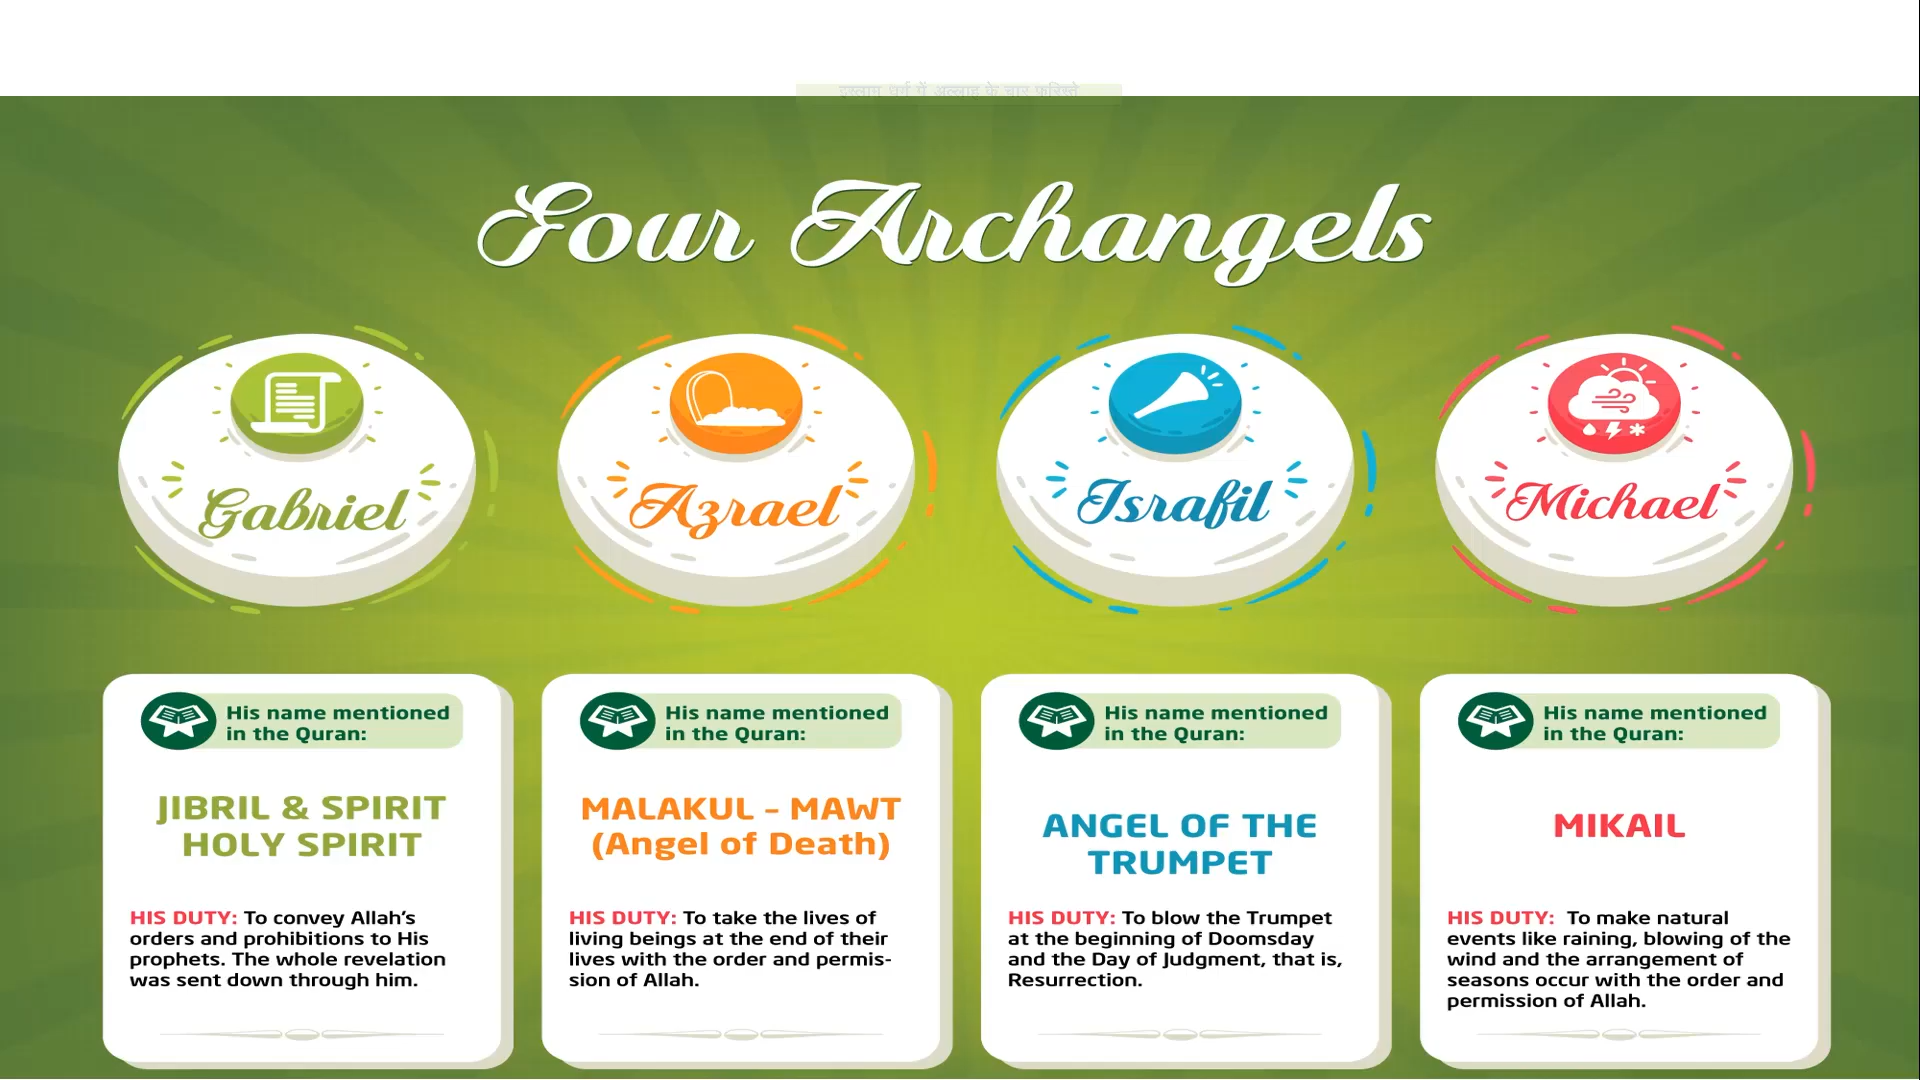 इस्लाम धर्म में अल्लाह के चार फरिस्ते
Four Archangels
Gabriel
Azrael
Israfil
Michael
His name mentioned
in the Quran:
JIBRIL & SPIRIT
HOLY SPIRIT
HIS DUTY: To convey Allah's
orders and prohibitions to His
prophets. The whole revelation
was sent down through him.
His name mentioned
in the Quran:
MALAKUL – MAWT
(Angel of Death)
HIS DUTY: To take the lives of
living beings at the end of their
lives with the order and permis-
sion of Allah.
His name mentioned
in the Quran:
ANGEL OF THE
TRUMPET
HIS DUTY: To blow the Trumpet
at the beginning of Doomsday
and the Day of Judgment, that is,
Resurrection.
His name mentioned
in the Quran:
MIKAIL
HIS DUTY: To make natural
events like raining, blowing of the
wind and the arrangement of
seasons occur with the order and
permission of Allah.